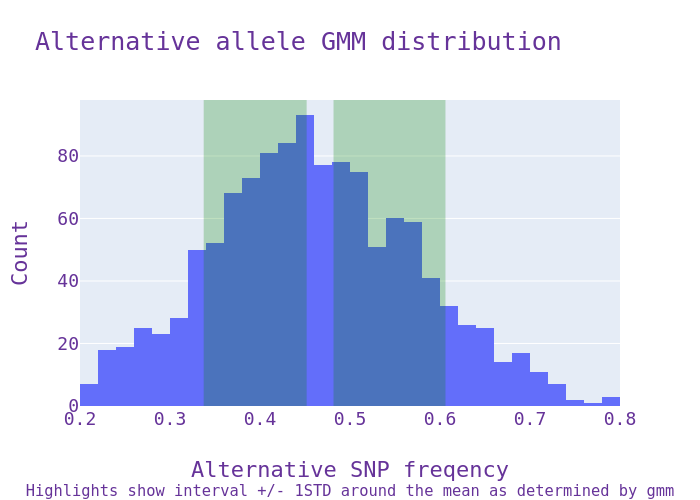 Alternative allele GMM distribution
Count
80
60
40
20
0
0.2 0.3 0.4 0.5 0.6 0.7 0.8
Alternative SNP freqency
Highlights show interval +/- 1STD around the mean as determined by gmm